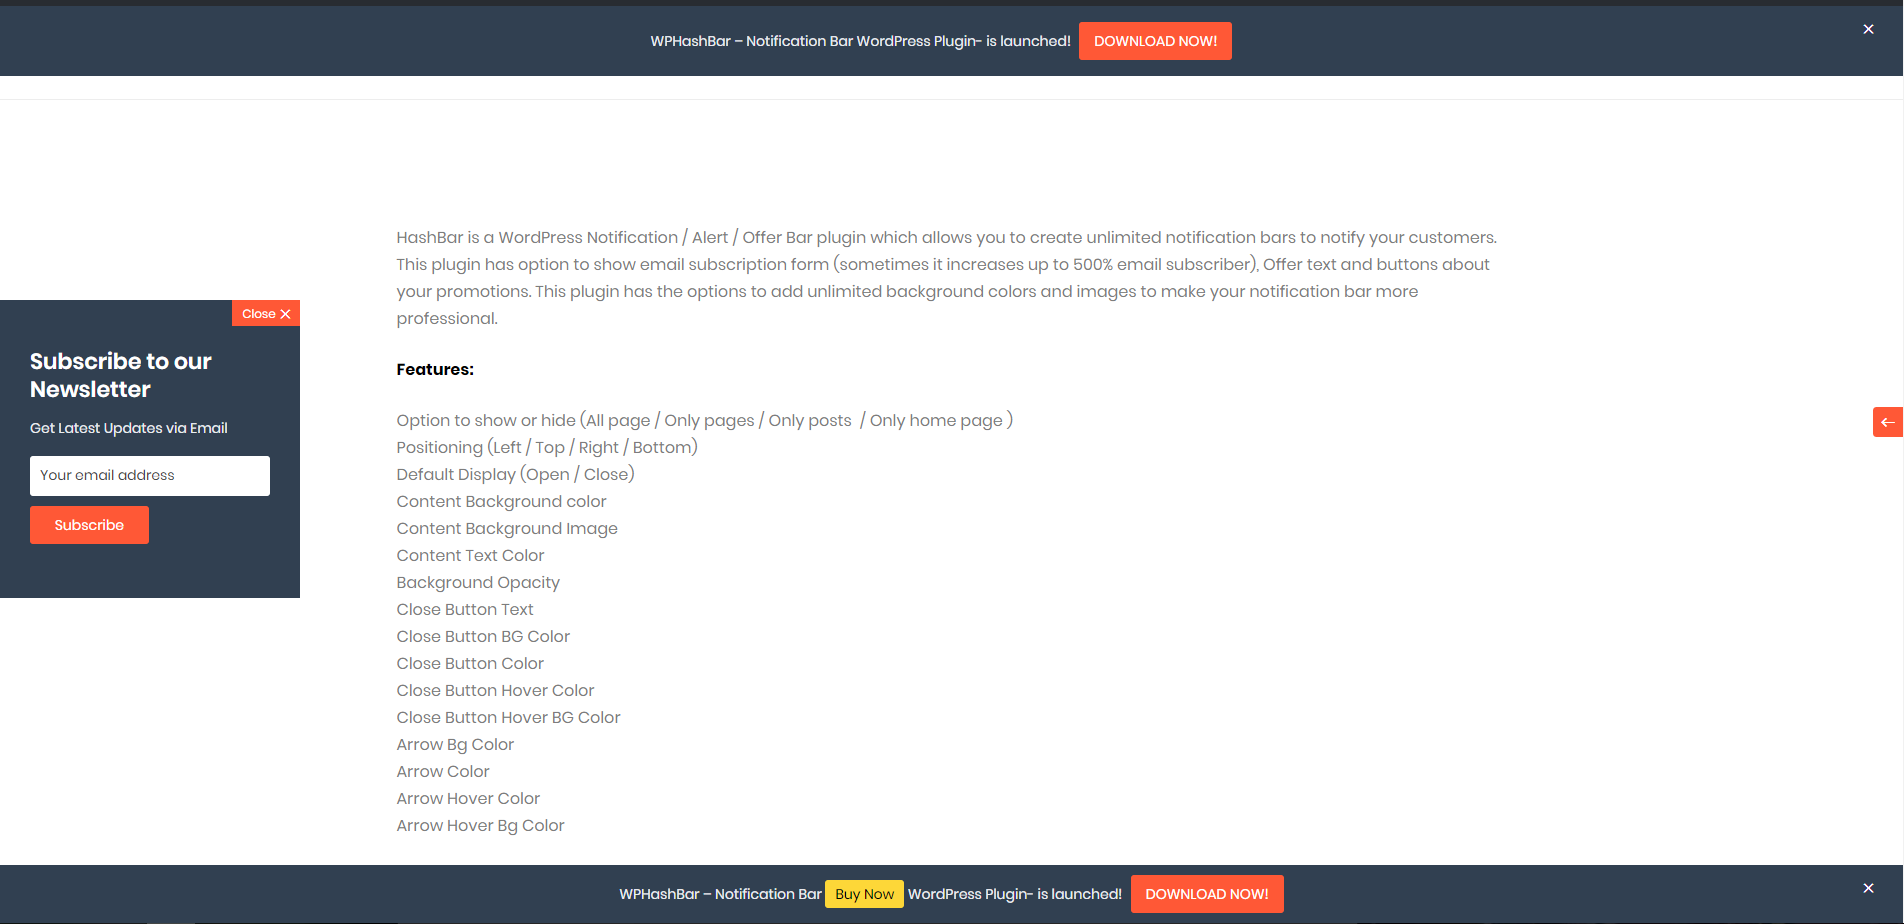 WPHashBar – Notification Bar WordPress Plugin- is launched! DOWNLOAD NOW!
HashBar is a WordPress Notification / Alert / Offer Bar plugin which allows you to create unlimited notification bars to notify your customers.
This plugin has option to show email subscription form (sometimes it increases up to 500% email subscriber), Offer text and buttons about
your promotions. This plugin has the options to add unlimited background colors and images to make your notification bar more
professional.
Close
Subscribe to our
Newsletter
Get Latest Updates via Email
Your email address
Subscribe
Features:
Option to show or hide (All page / Only pages / Only posts / Only home page )
Positioning (Left / Top / Right / Bottom)
Default Display (Open / Close)
Content Background color
Content Background Image
Content Text Color
Background Opacity
Close Button Text
Close Button BG Color
Close Button Color
Close Button Hover Color
Close Button Hover BG Color
Arrow Bg Color
Arrow Color
Arrow Hover Color
Arrow Hover Bg Color
WPHashBar – Notification Bar Buy Now WordPress Plugin- is launched! DOWNLOAD NOW!